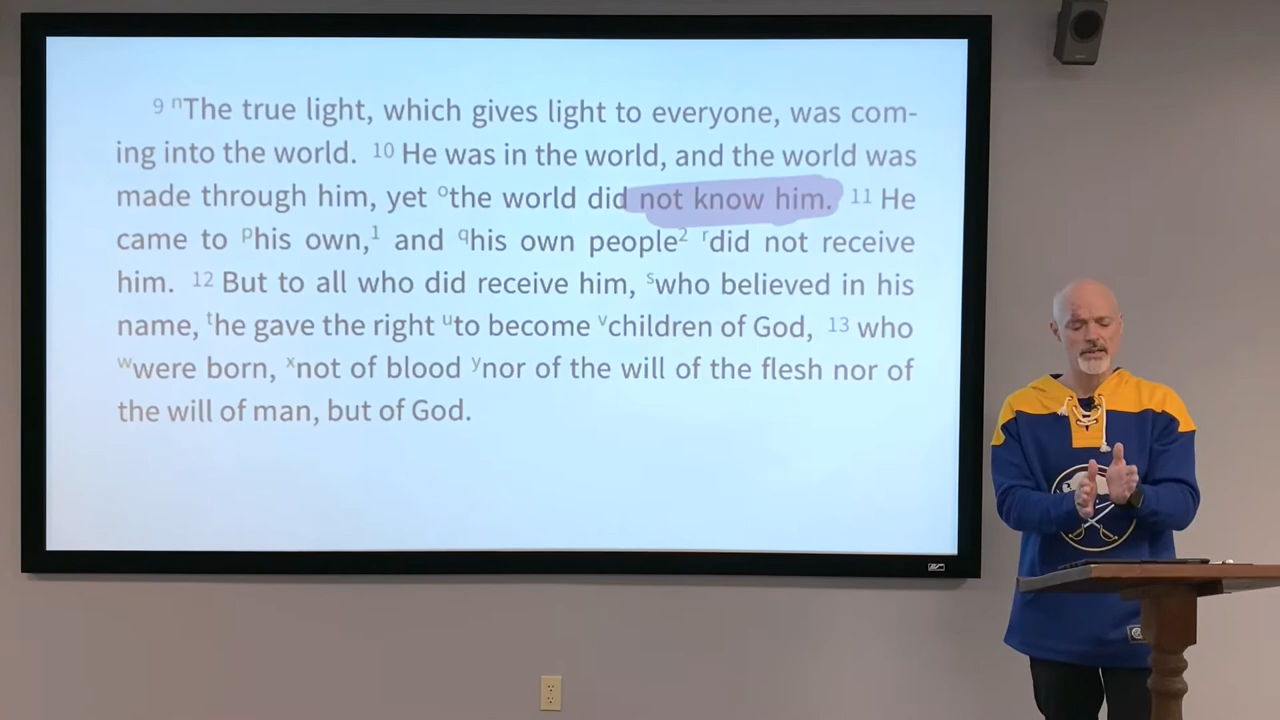 9 nThe true light, which gives light to everyone, was com-
ing into the world. 10 He was in the world, and the world was
made through him, yet othe world did not know him. 11 He
came to phis own,1 and qhis own people2 rdid not receive
him. 12 But to all who did receive him, swho believed in his
name, the gave the right uto become vchildren of God, 13 who
wwere born, xnot of blood ynor of the will of the flesh nor of
the will of man, but of God.